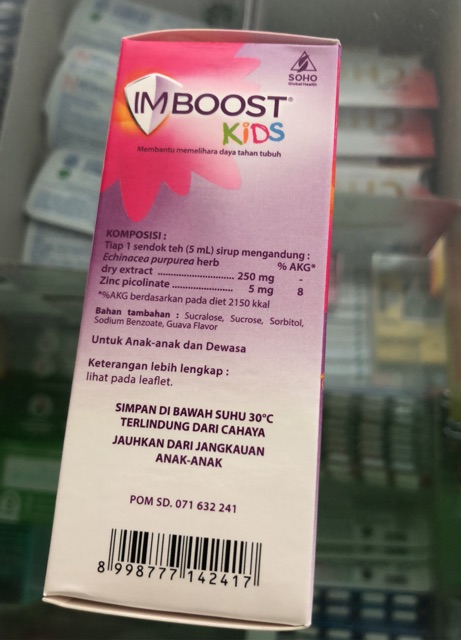 SOHO
Global Health
IMBOOST®
KiDS
Membantu memelihara daya tahan tubuh
KOMPOSISI :
Tiap 1 sendok teh (5 mL) sirup mengandung :
Echinacea purpurea herb % AKG*
dry extract ............................ 250 mg -
Zinc picolinate ...................... 5 mg 8
*%AKG berdasarkan pada diet 2150 kkal
Bahan tambahan : Sucralose, Sucrose, Sorbitol,
Sodium Benzoate, Guava Flavor
Untuk Anak-anak dan Dewasa
Keterangan lebih lengkap :
lihat pada leaflet.
SIMPAN DI BAWAH SUHU 30°C
TERLINDUNG DARI CAHAYA
JAUHKAN DARI JANGKAUAN
ANAK-ANAK
POM SD. 071 632 241
8 998777 142417